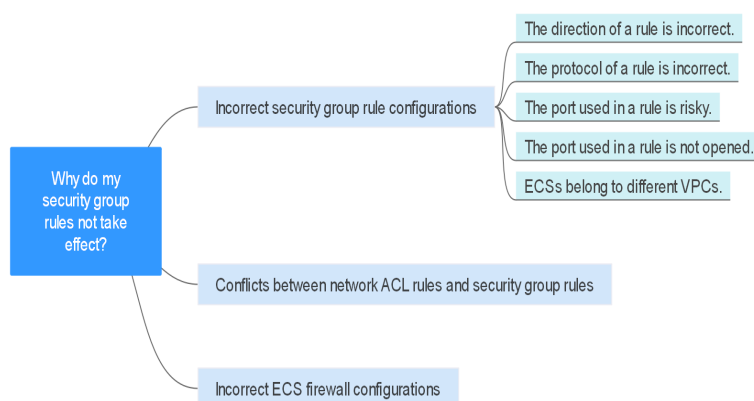 Why do my
security group
rules not take
effect?
Incorrect security group rule configurations
The direction of a rule is incorrect.
The protocol of a rule is incorrect.
The port used in a rule is risky.
The port used in a rule is not opened.
ECSs belong to different VPCs.
Conflicts between network ACL rules and security group rules
Incorrect ECS firewall configurations